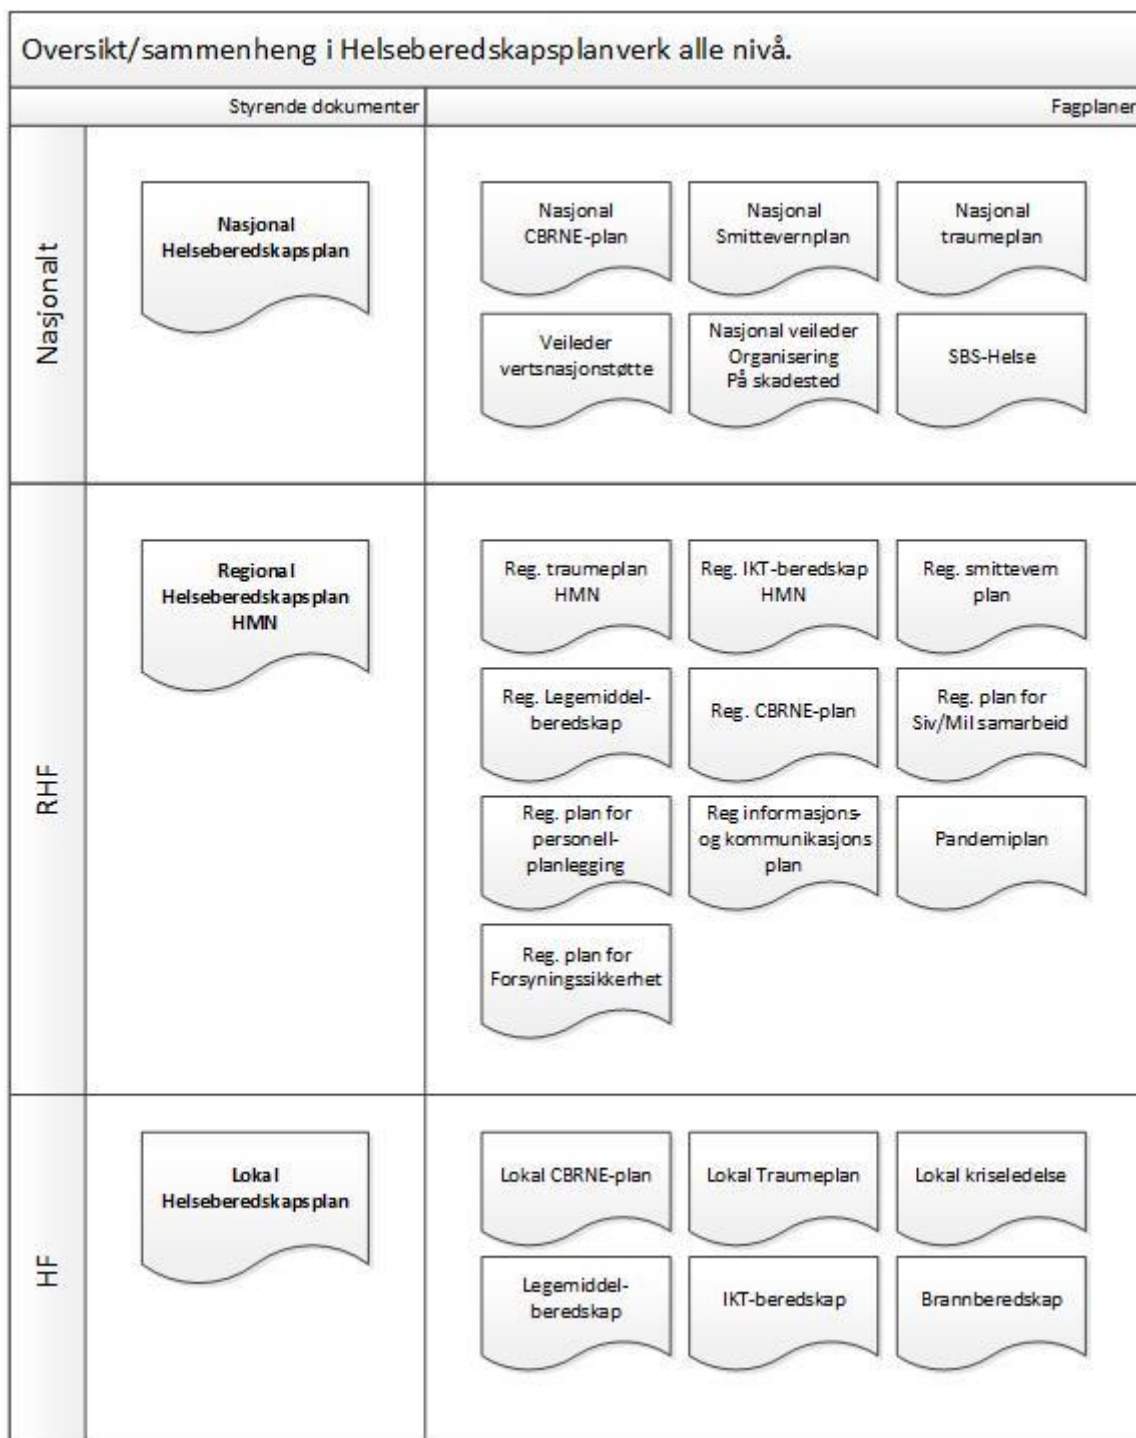 Oversikt/sammenheng i Helseberedskapsplanverk alle nivå.
Styrende dokumenter
Fagplaner
Nasjonalt
Nasjonal
Helseberedskapsplan
Nasjonal
CBRNE-plan
Nasjonal
Smittevernplan
Nasjonal
traumeplan
Veileder
vertsnasjonstøtte
Nasjonal veileder
Organisering
På skadested
SBS-Helse
RHF
Regional
Helseberedskapsplan
HMN
Reg. traumeplan
HMN
Reg. IKT-beredskap
HMN
Reg. smittevern
plan
Reg. Legemiddel-
beredskap
Reg. CBRNE-plan
Reg. plan for
Siv/Mil samarbeid
Reg. plan for
personell-
planlegging
Reg informasjons-
og kommunikasjons
plan
Pandemiplan
Reg. plan for
Forsyningssikkerhet
HF
Lokal
Helseberedskapsplan
Lokal CBRNE-plan
Lokal Traumeplan
Lokal kriseledelse
Legemiddel-
beredskap
IKT-beredskap
Brannberedskap